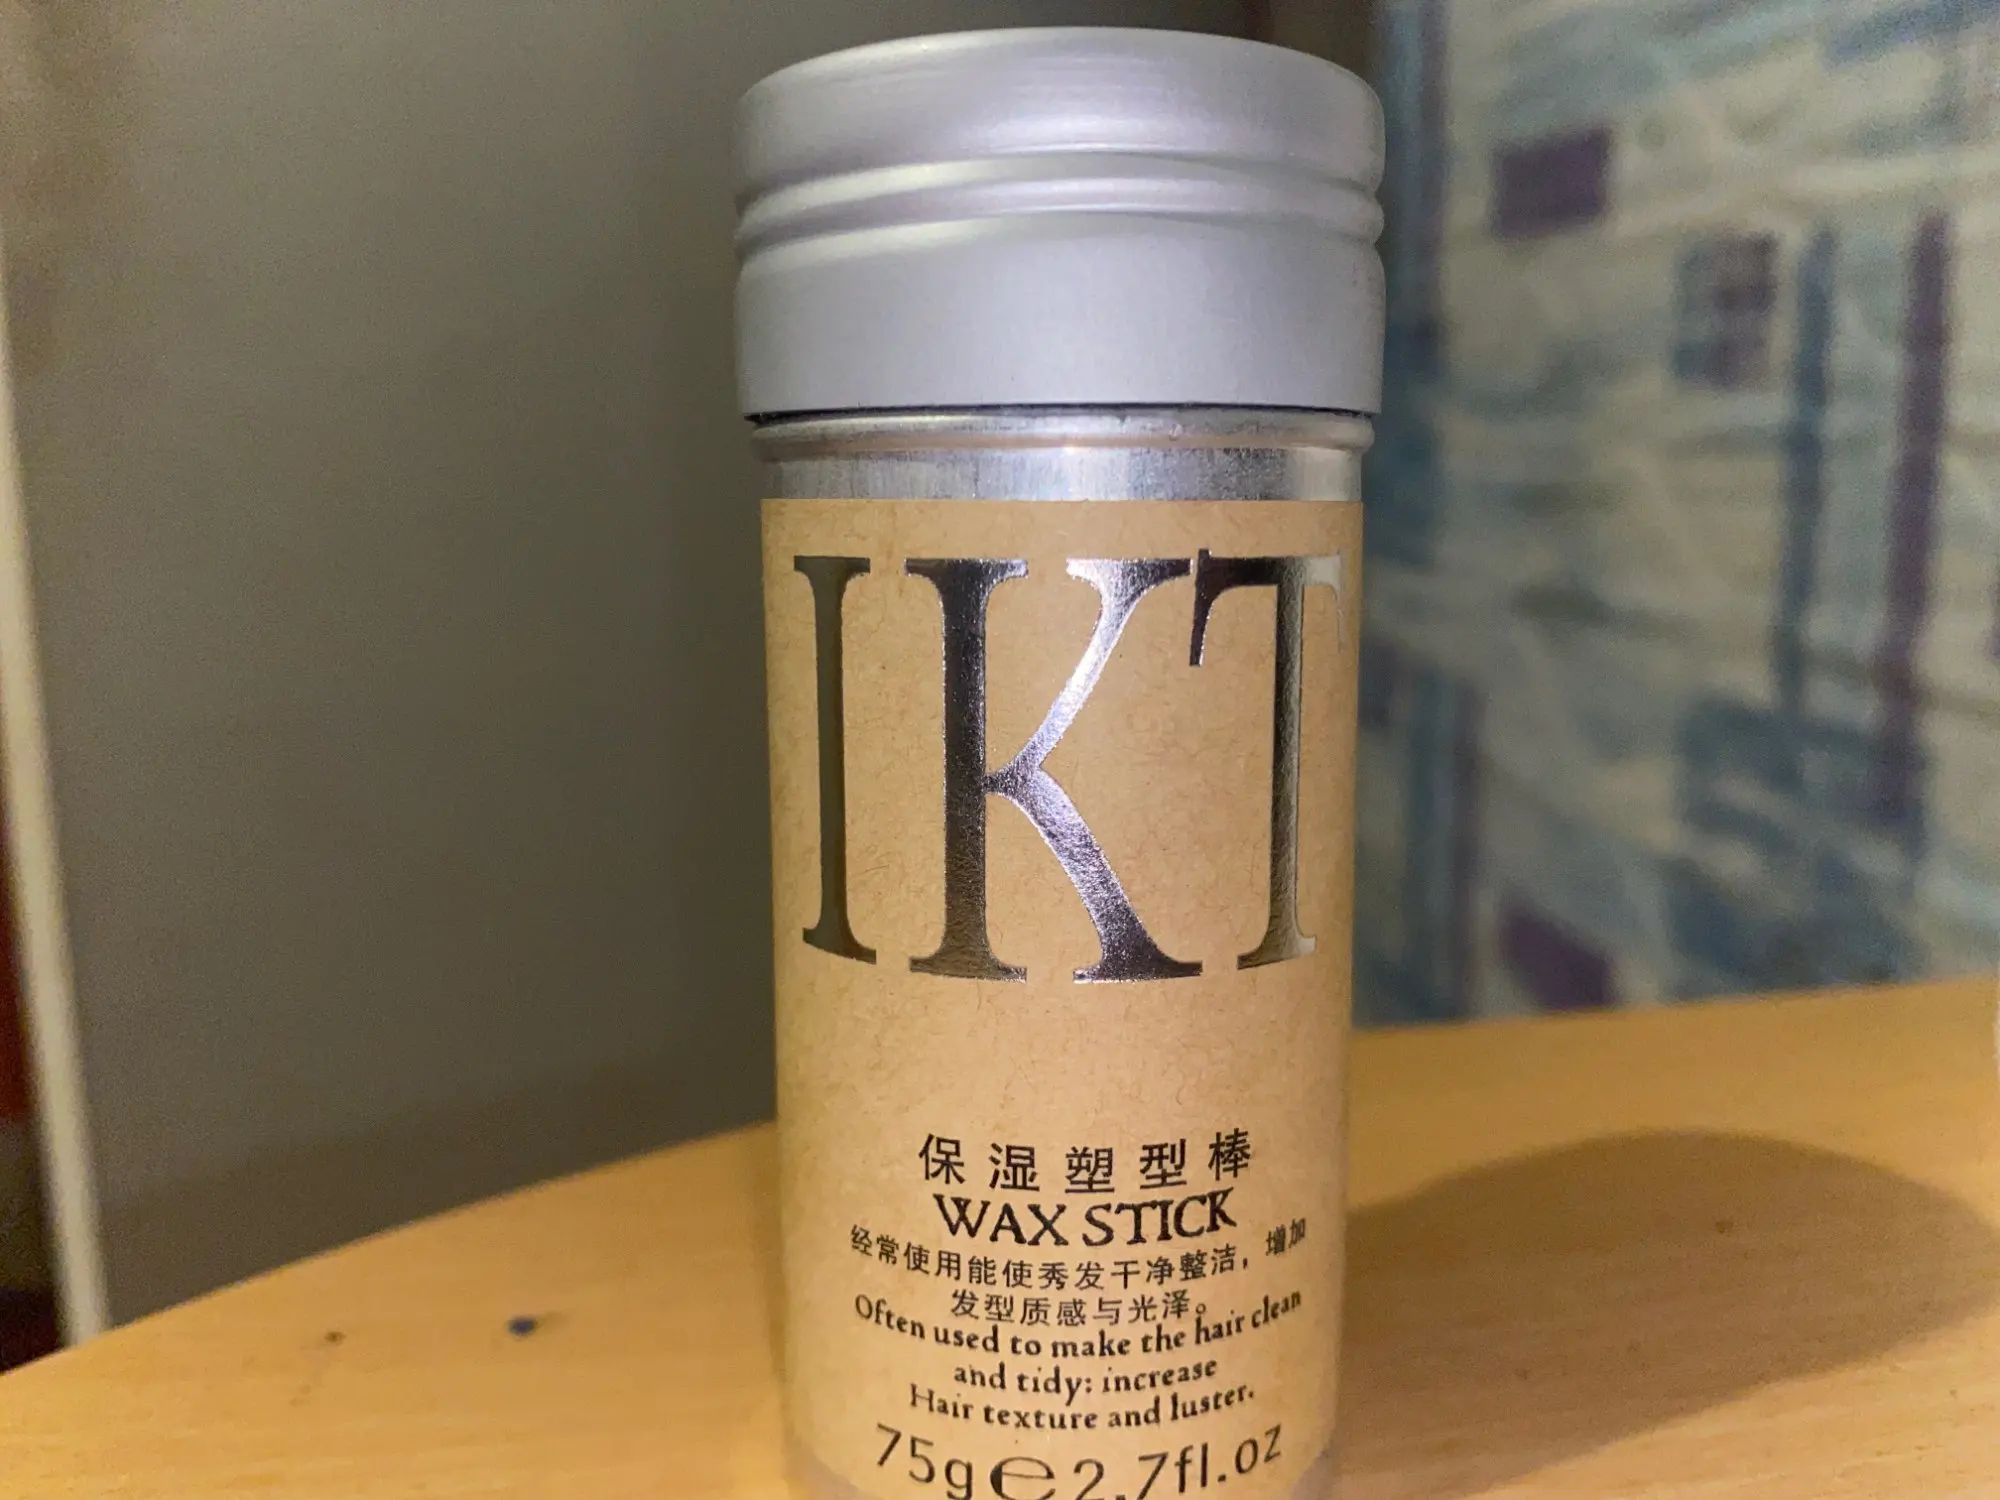 IKT
保湿塑型棒
WAX STICK
经常使用能使秀发干净整洁，增加
发型质感与光泽。
Often used to make the hair clean
and tidy: increase
Hair texture and luster.
75g ℮ 2.7fl.oz